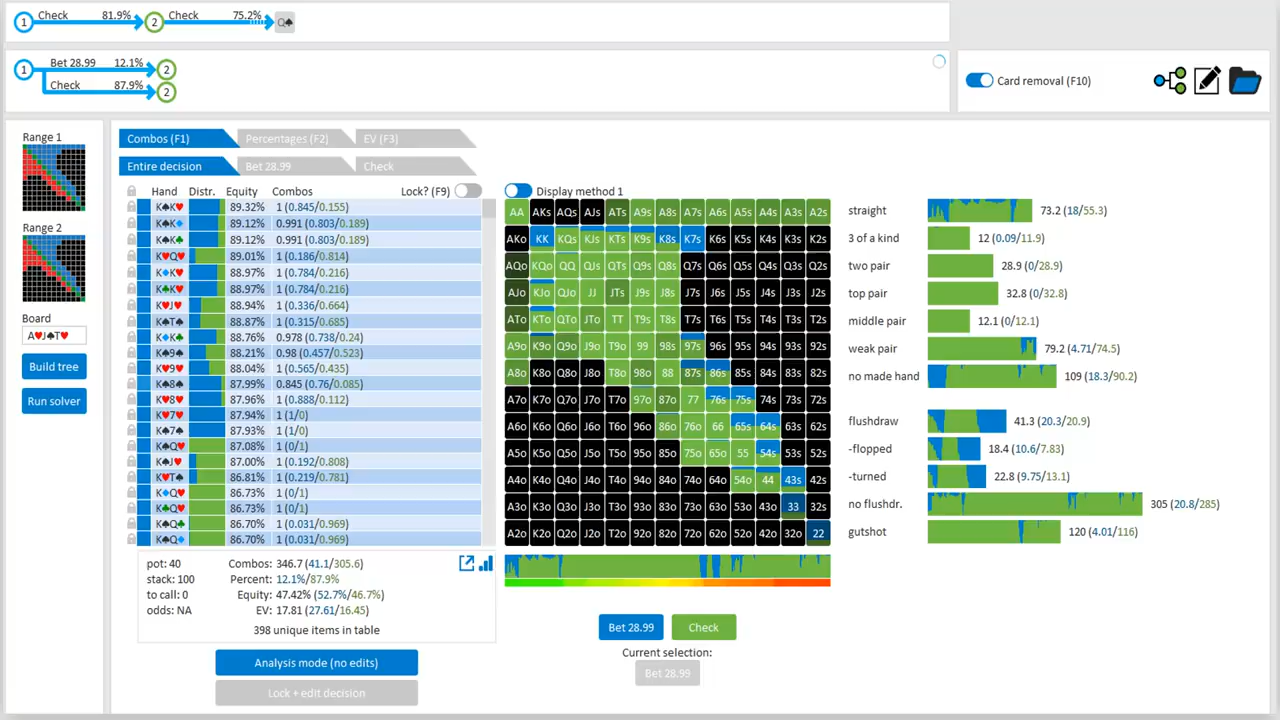 1 Check 81.9% 2 Check 75.2% Q♠
1 Bet 28.99 12.1% 2
Check 87.9% 2
Card removal (F10)
Range 1
Range 2
Board
A♥J♠T♥
Build tree
Run solver
Combos (F1) Percentages (F2) EV (F3)
Entire decision Bet 28.99 Check
Hand Distr. Equity Combos Lock? (F9)
K♠K♥ 89.32% 1 (0.845/0.155)
K♠K♦ 89.12% 0.991 (0.803/0.189)
K♠K♣ 89.12% 0.991 (0.803/0.189)
K♥Q♥ 89.01% 1 (0.186/0.814)
K♦K♥ 88.97% 1 (0.784/0.216)
K♣K♥ 88.97% 1 (0.784/0.216)
K♥J♥ 88.94% 1 (0.336/0.664)
K♠T♠ 88.87% 1 (0.315/0.685)
K♦K♣ 88.76% 0.978 (0.738/0.24)
K♠9♠ 88.21% 0.98 (0.457/0.523)
K♥9♥ 88.04% 1 (0.565/0.435)
K♠8♠ 87.99% 0.845 (0.76/0.085)
K♥8♥ 87.96% 1 (0.888/0.112)
K♥7♥ 87.94% 1 (1/0)
K♠7♠ 87.93% 1 (1/0)
K♠Q♥ 87.08% 1 (0/1)
K♠J♥ 87.00% 1 (0.192/0.808)
K♥T♠ 86.81% 1 (0.219/0.781)
K♦Q♥ 86.73% 1 (0/1)
K♣Q♥ 86.73% 1 (0/1)
K♠Q♣ 86.70% 1 (0.031/0.969)
K♠Q♦ 86.70% 1 (0.031/0.969)
pot: 40 Combos: 346.7 (41.1/305.6)
stack: 100 Percent: 12.1%/87.9%
to call: 0 Equity: 47.42% (52.7%/46.7%)
odds: NA EV: 17.81 (27.61/16.45)
398 unique items in table
Analysis mode (no edits)
Lock + edit decision
Display method 1
AA AKs AQs AJs ATs A9s A8s A7s A6s A5s A4s A3s A2s
AKo KK KQs KJs KTs K9s K8s K7s K6s K5s K4s K3s K2s
AQo KQo QQ QJs QTs Q9s Q8s Q7s Q6s Q5s Q4s Q3s Q2s
AJo KJo QJo JJ JTs J9s J8s J7s J6s J5s J4s J3s J2s
ATo KTo QTo JTo TT T9s T8s T7s T6s T5s T4s T3s T2s
A9o K9o Q9o J9o T9o 99 98s 97s 96s 95s 94s 93s 92s
A8o K8o Q8o J8o T8o 98o 88 87s 86s 85s 84s 83s 82s
A7o K7o Q7o J7o T7o 97o 87o 77 76s 75s 74s 73s 72s
A6o K6o Q6o J6o T6o 96o 86o 76o 66 65s 64s 63s 62s
A5o K5o Q5o J5o T5o 95o 85o 75o 65o 55 54s 53s 52s
A4o K4o Q4o J4o T4o 94o 84o 74o 64o 54o 44 43s 42s
A3o K3o Q3o J3o T3o 93o 83o 73o 63o 53o 43o 33 32s
A2o K2o Q2o J2o T2o 92o 82o 72o 62o 52o 42o 32o 22
Bet 28.99 Check
Current selection:
Bet 28.99
straight 73.2 (18/55.3)
3 of a kind 12 (0.09/11.9)
two pair 28.9 (0/28.9)
top pair 32.8 (0/32.8)
middle pair 12.1 (0/12.1)
weak pair 79.2 (4.71/74.5)
no made hand 109 (18.3/90.2)
flushdraw 41.3 (20.3/20.9)
-flopped 18.4 (10.6/7.83)
-turned 22.8 (9.75/13.1)
no flushdr. 305 (20.8/285)
gutshot 120 (4.01/116)